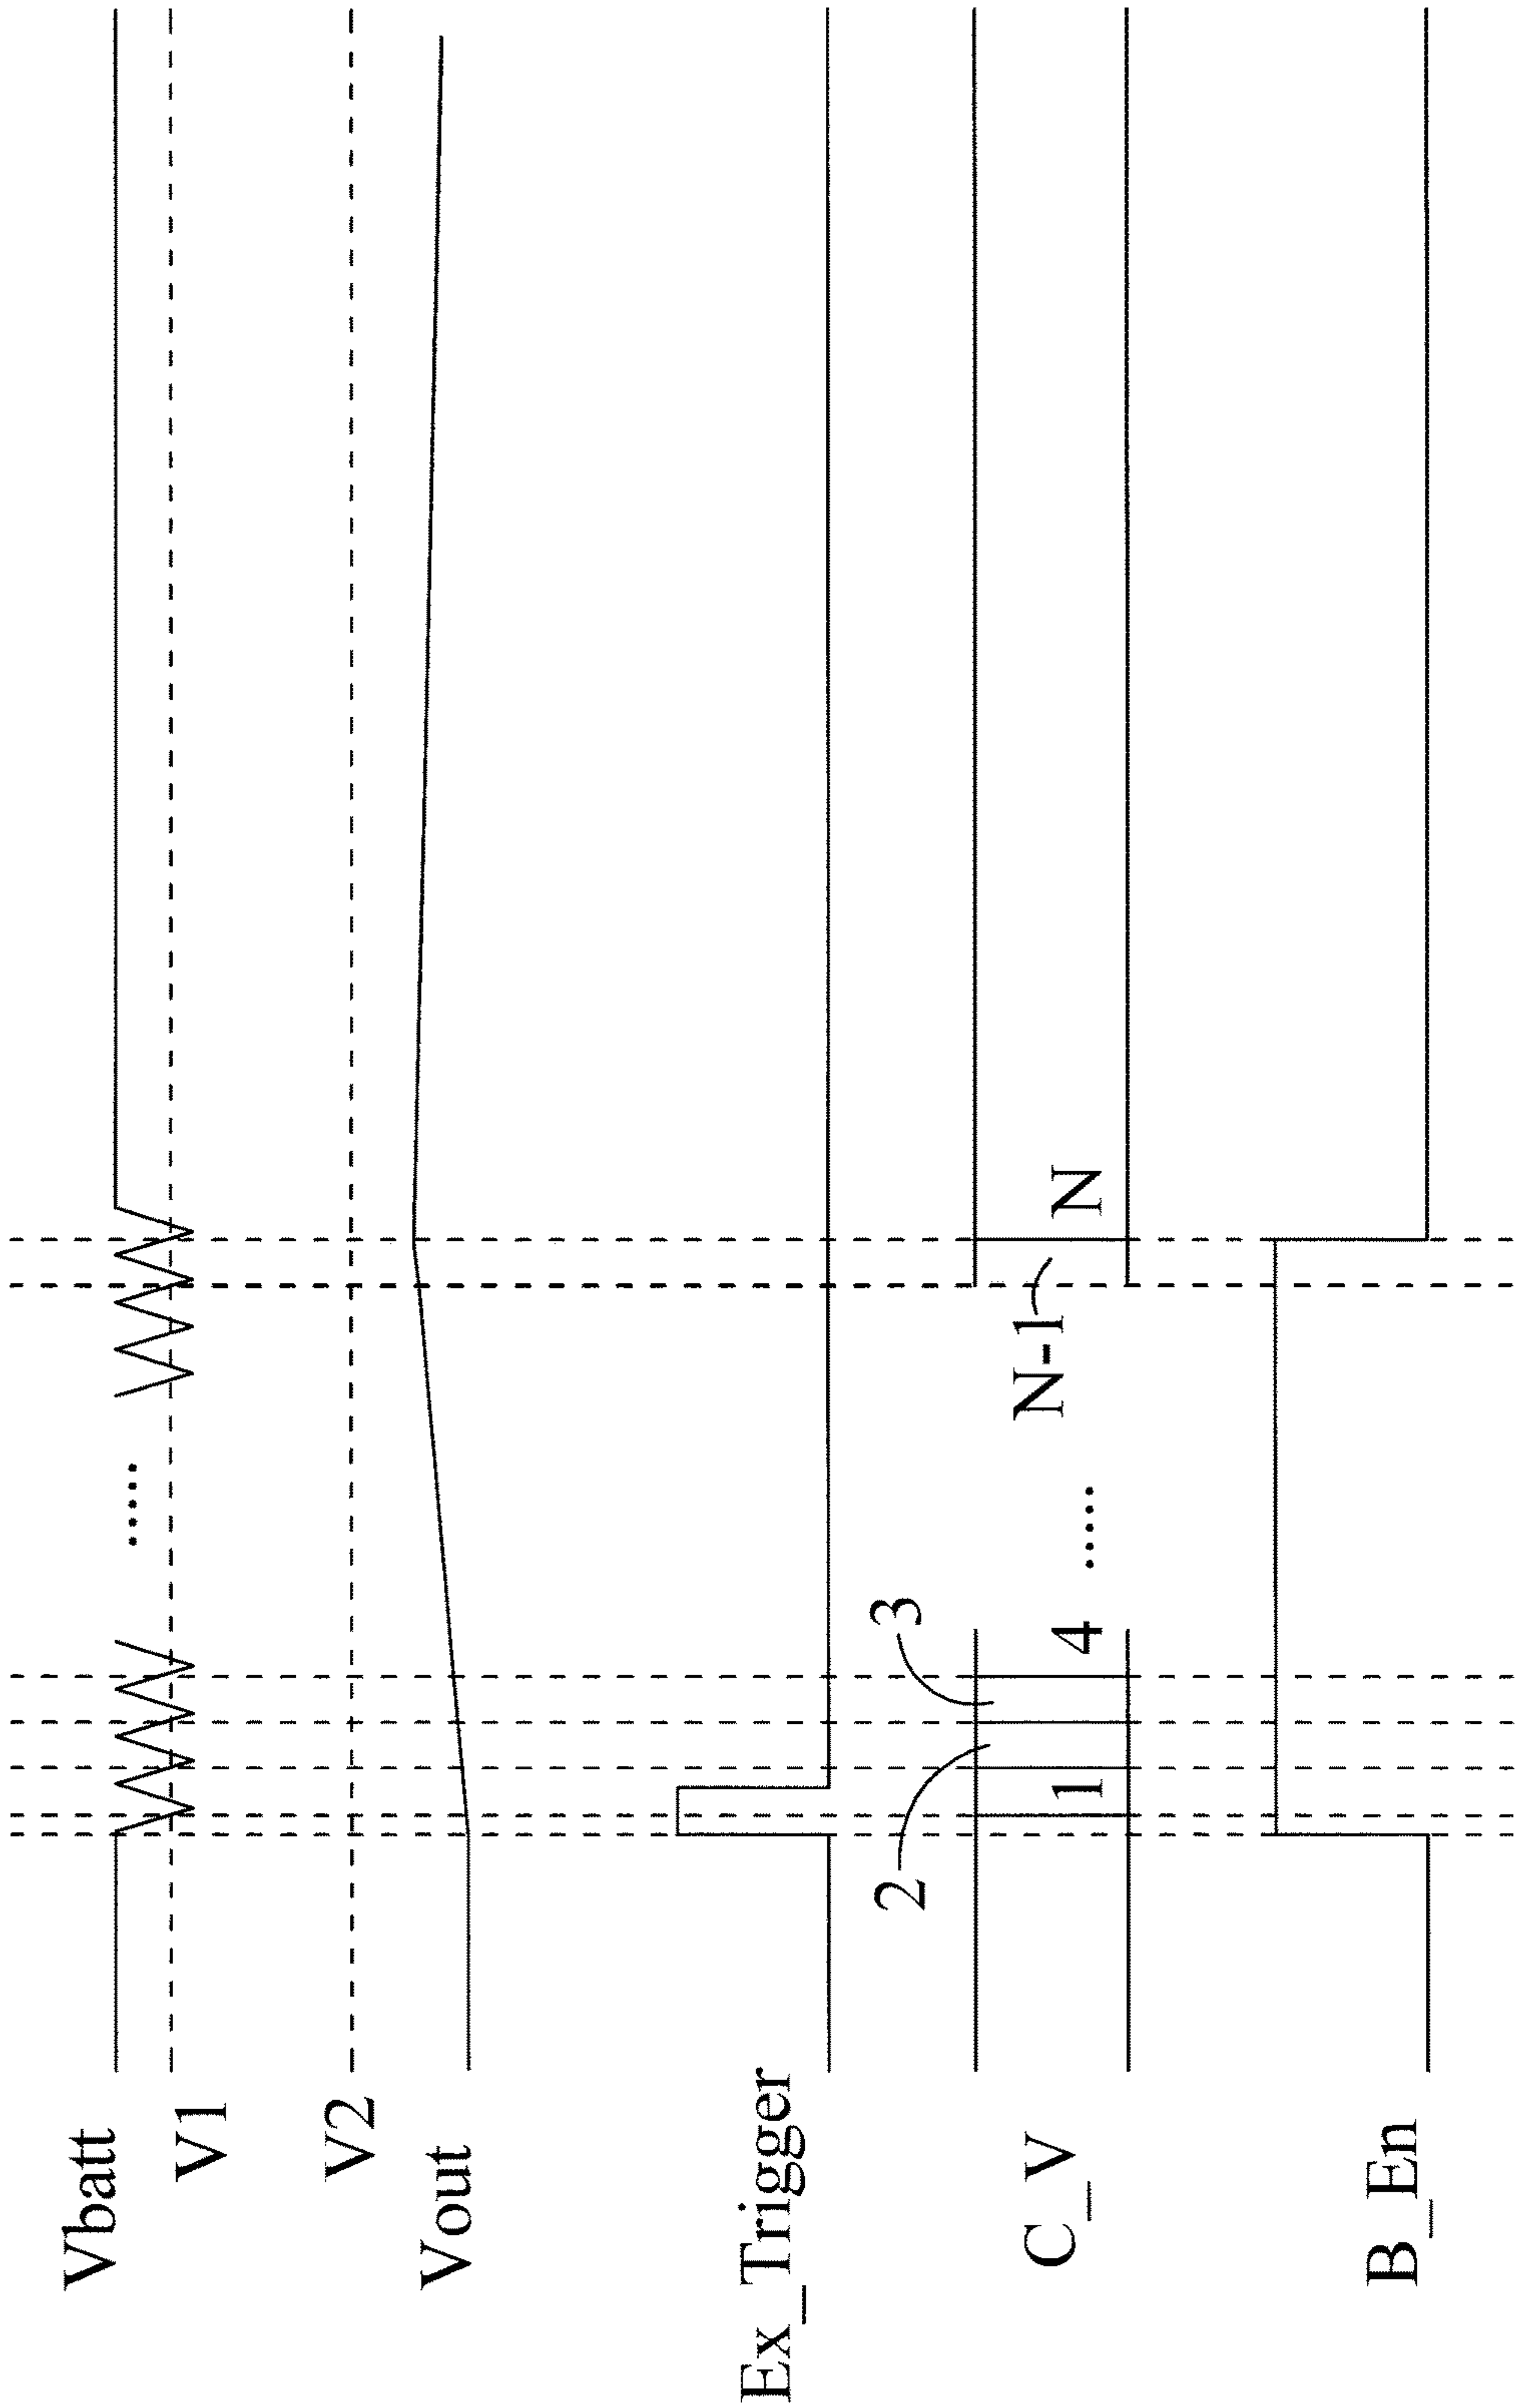 Vbatt
.....
V1
V2
Vout
Ex_Trigger
2
3
C_V
1
4
.....
N-1
N
B_En